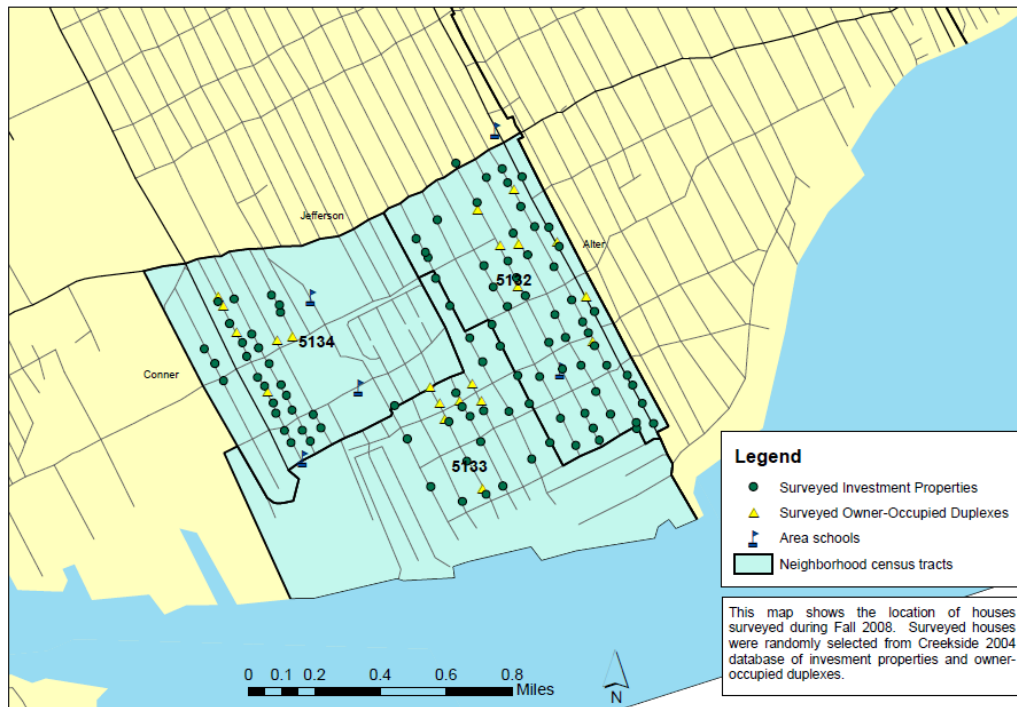 Jefferson
Alter
5132
5134
Conner
5133
Legend
Surveyed Investment Properties
Surveyed Owner-Occupied Duplexes
Area schools
Neighborhood census tracts
This map shows the location of houses
surveyed during Fall 2008. Surveyed houses
were randomly selected from Creekside 2004
database of invesment properties and owner-
occupied duplexes.
0 0.1 0.2 0.4 0.6 0.8
Miles
N